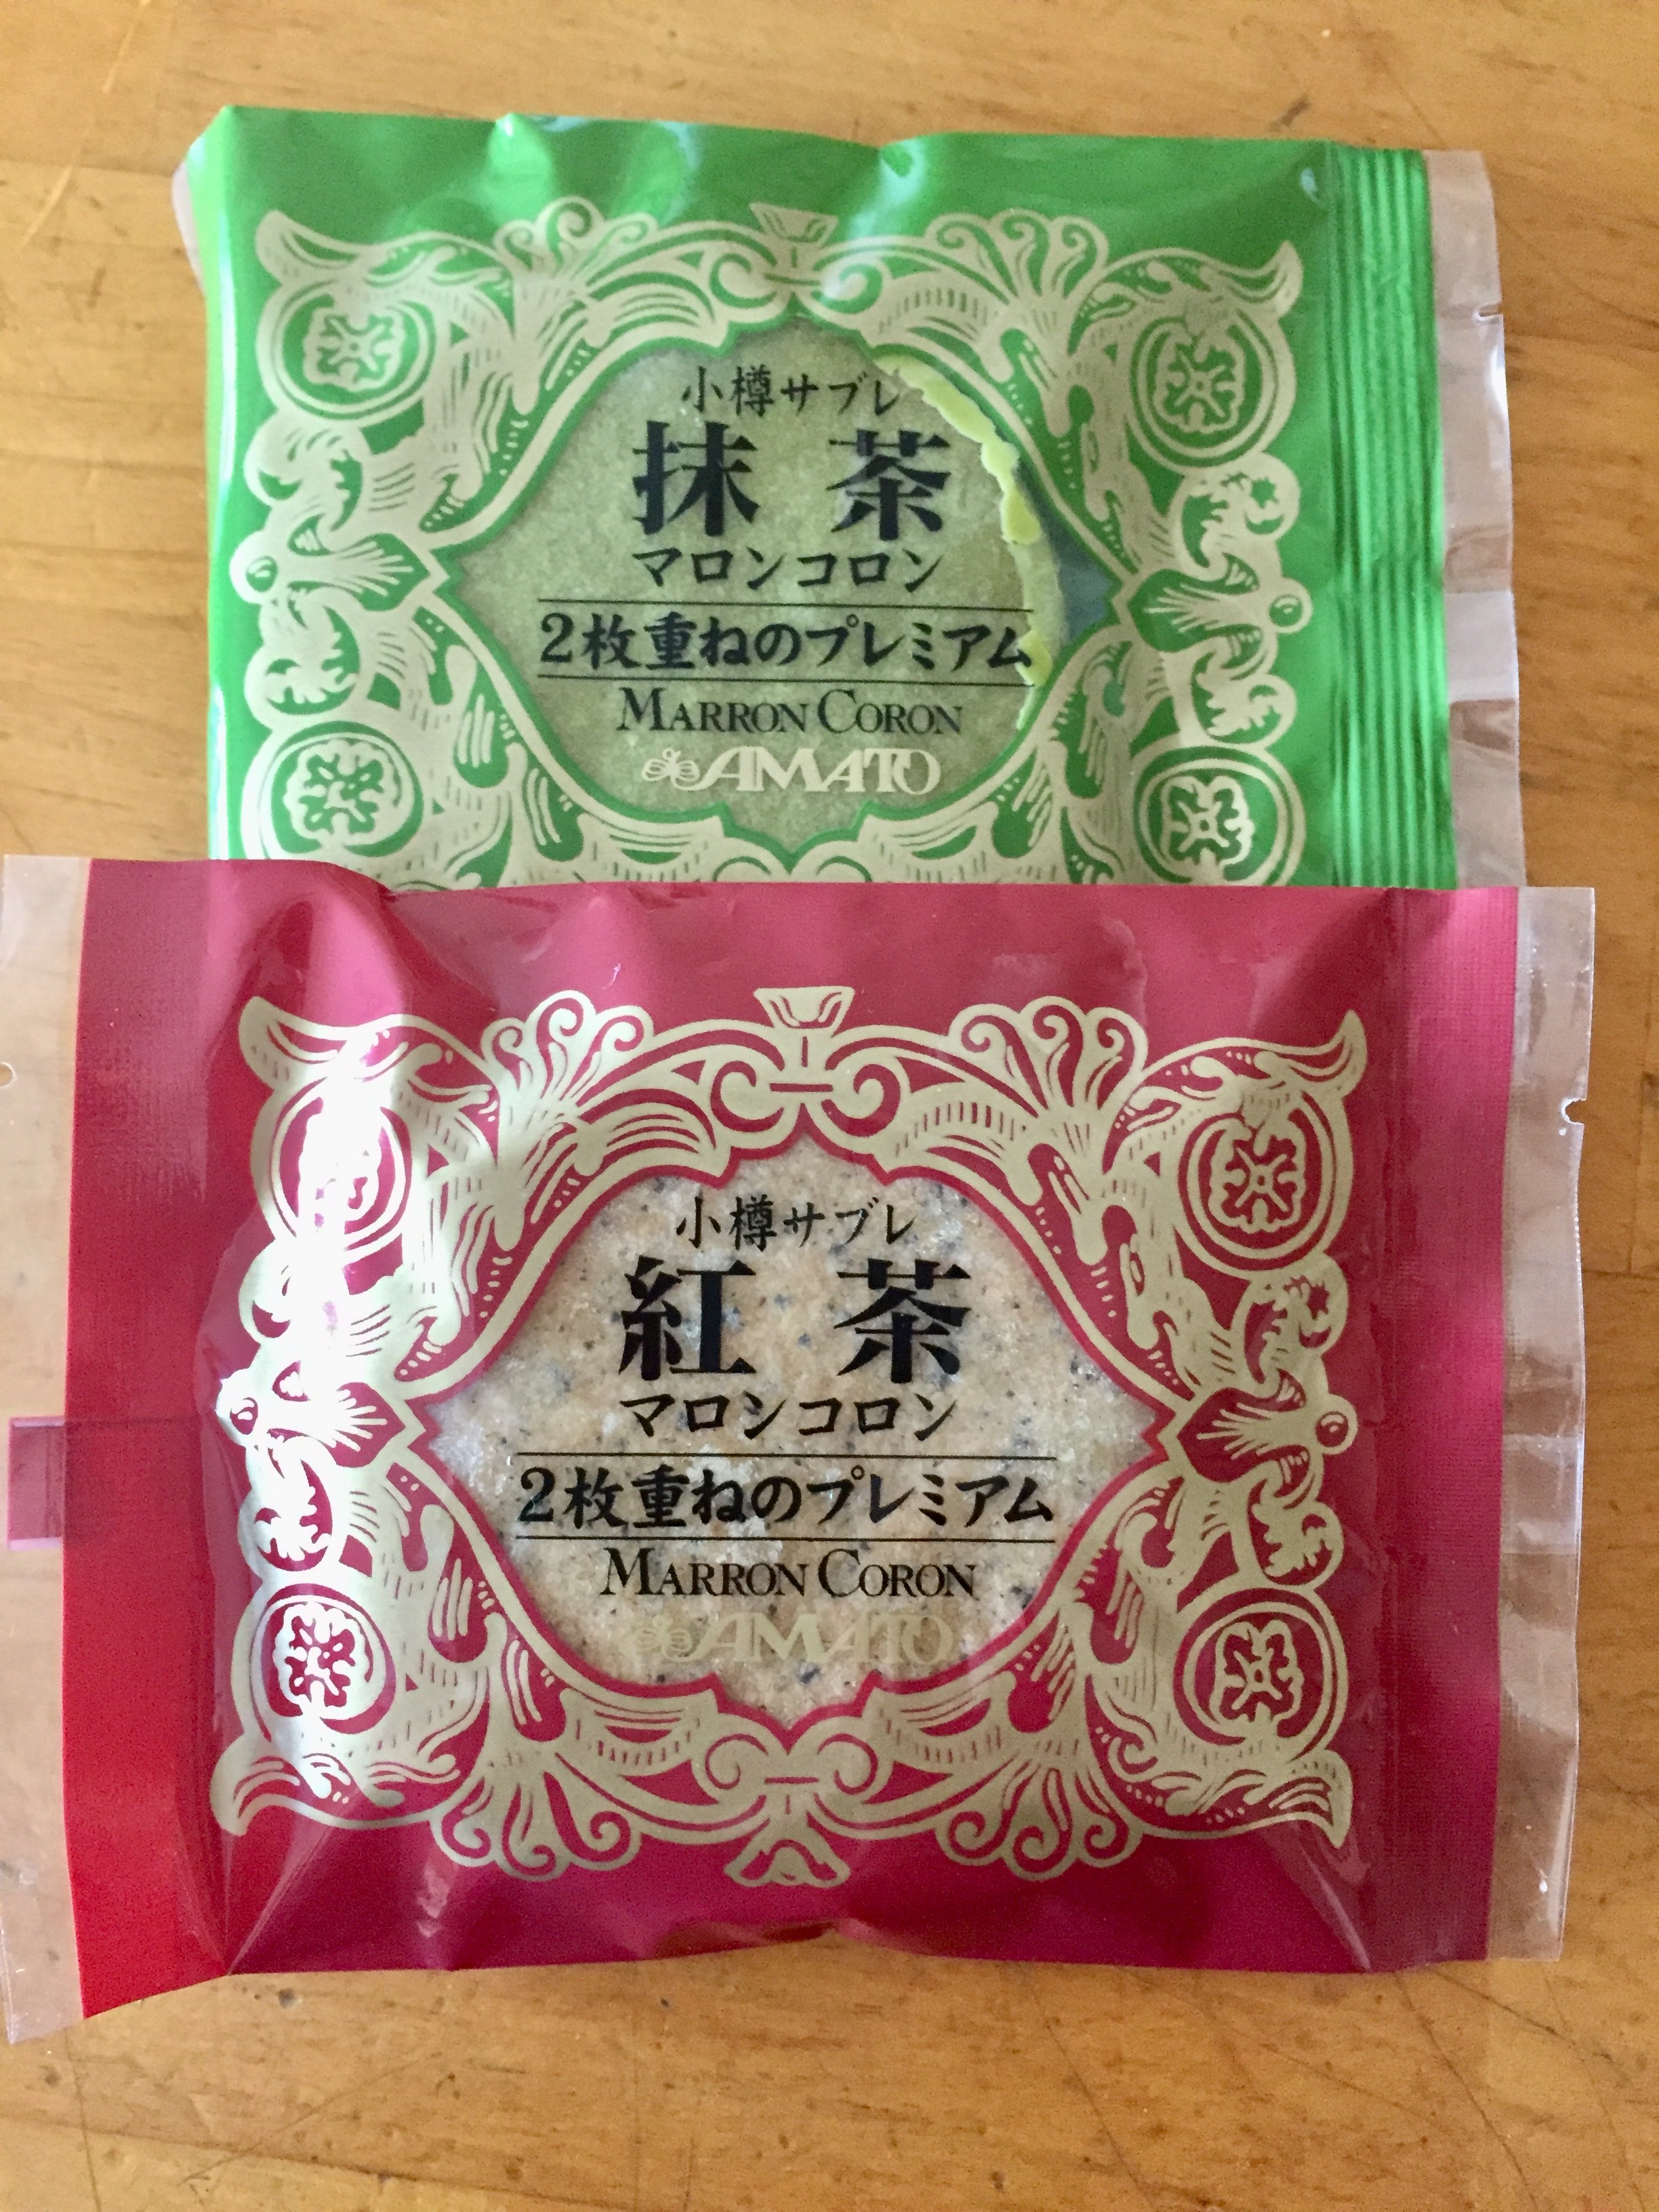 小樽サブレ
抹茶
マロンコロン
2枚重ねのプレミアム
MARRON CORON
AMATO
小樽サブレ
紅茶
マロンコロン
2枚重ねのプレミアム
MARRON CORON
AMATO